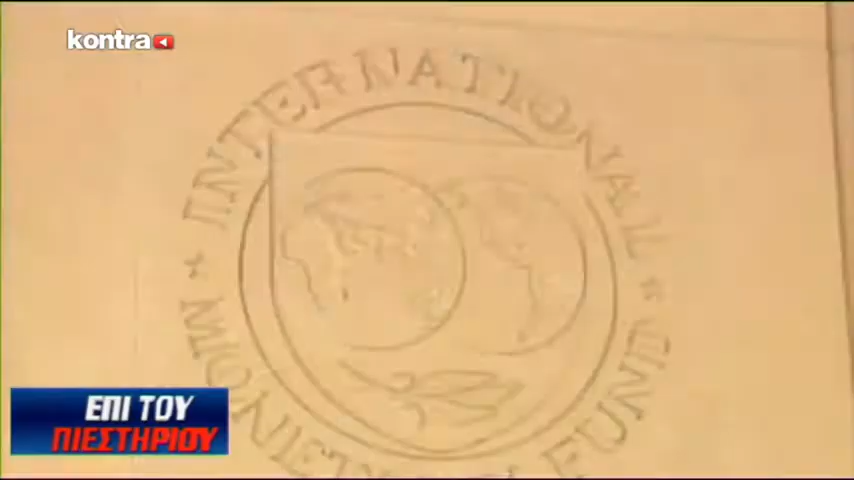 kontra
INTERNATIONAL
MONETARY FUND
ΕΠΙ ΤΟΥ
ΠΙΕΣΤΗΡΙΟΥ